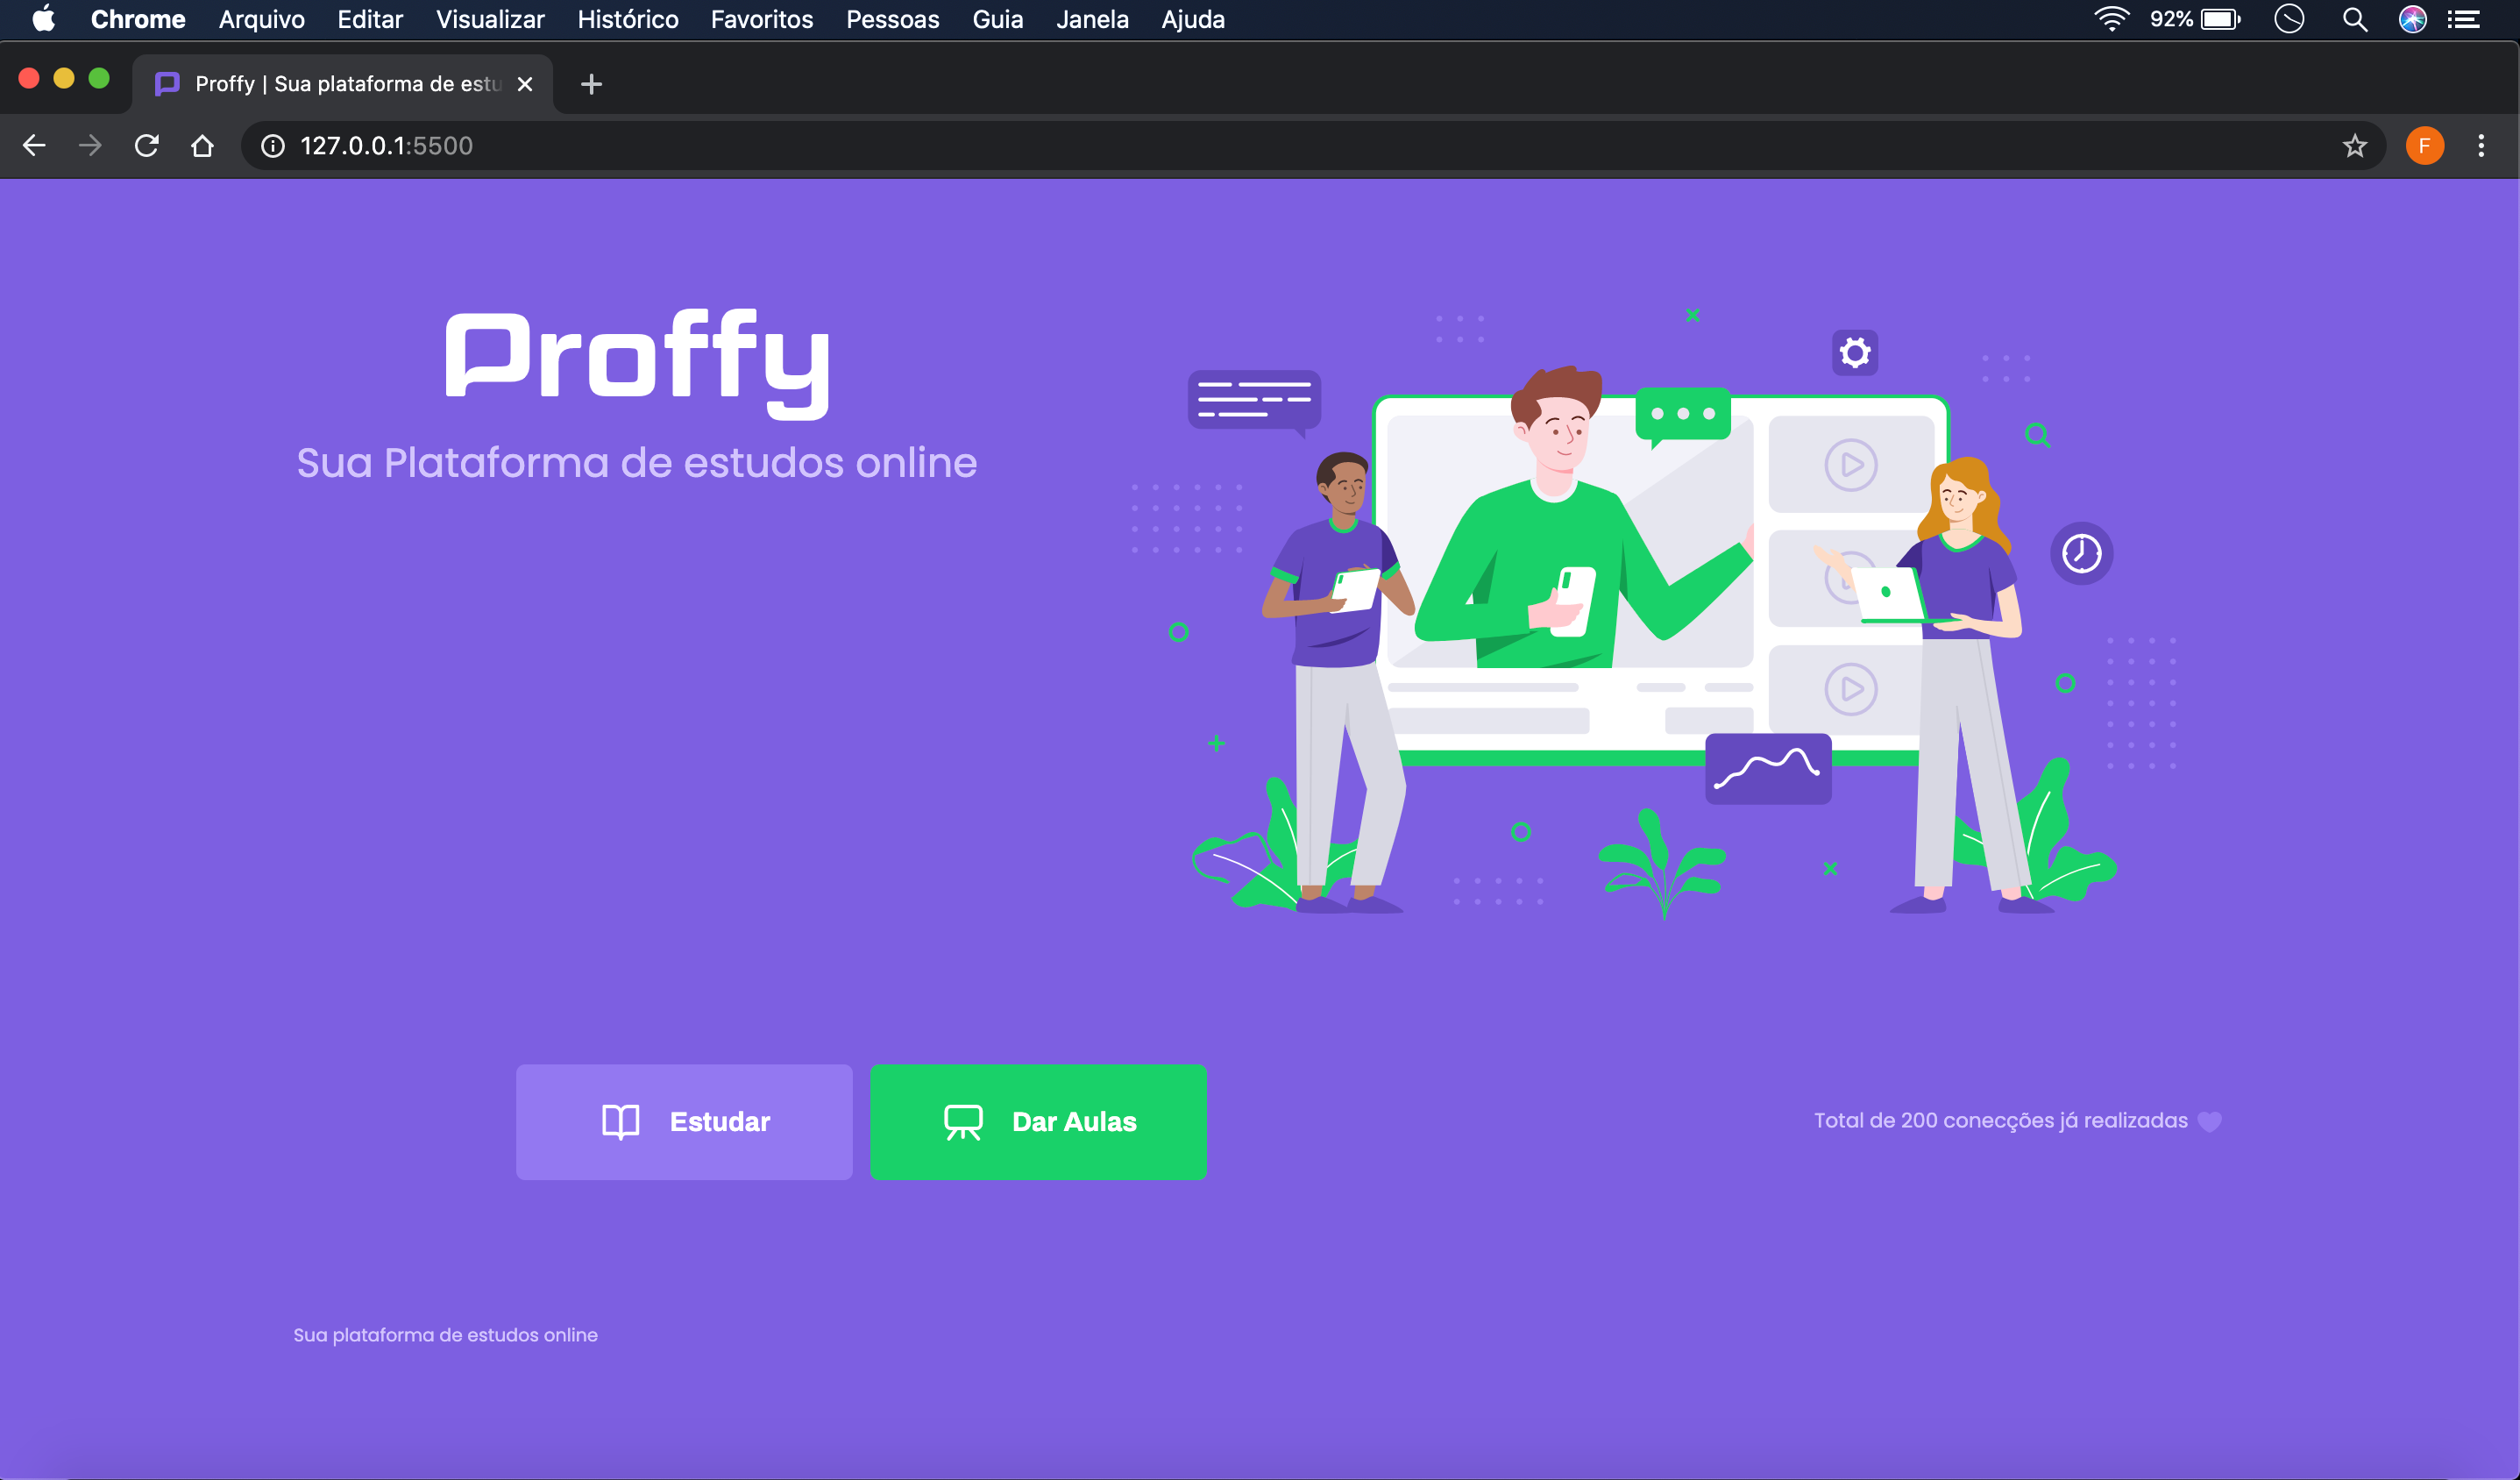 Chrome Arquivo Editar Visualizar Histórico Favoritos Pessoas Guia Janela Ajuda 92%
Proffy | Sua plataforma de estu
127.0.0.1:5500
F
Proffy
Sua Plataforma de estudos online
Estudar
Dar Aulas
Total de 200 conecções já realizadas
Sua plataforma de estudos online